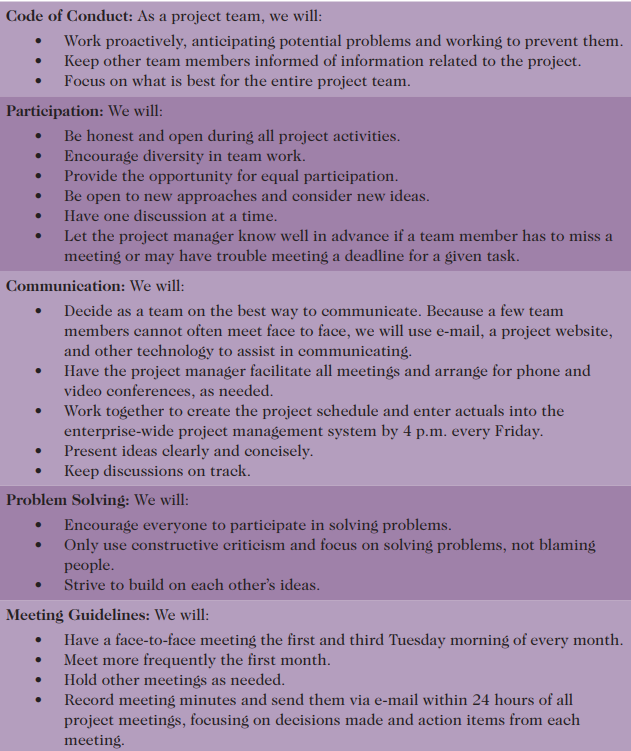 Code of Conduct: As a project team, we will:
• Work proactively, anticipating potential problems and working to prevent them.
• Keep other team members informed of information related to the project.
• Focus on what is best for the entire project team.
Participation: We will:
• Be honest and open during all project activities.
• Encourage diversity in team work.
• Provide the opportunity for equal participation.
• Be open to new approaches and consider new ideas.
• Have one discussion at a time.
• Let the project manager know well in advance if a team member has to miss a
meeting or may have trouble meeting a deadline for a given task.
Communication: We will:
• Decide as a team on the best way to communicate. Because a few team
members cannot often meet face to face, we will use e-mail, a project website,
and other technology to assist in communicating.
• Have the project manager facilitate all meetings and arrange for phone and
video conferences, as needed.
• Work together to create the project schedule and enter actuals into the
enterprise-wide project management system by 4 p.m. every Friday.
• Present ideas clearly and concisely.
• Keep discussions on track.
Problem Solving: We will:
• Encourage everyone to participate in solving problems.
• Only use constructive criticism and focus on solving problems, not blaming
people.
• Strive to build on each other’s ideas.
Meeting Guidelines: We will:
• Have a face-to-face meeting the first and third Tuesday morning of every month.
• Meet more frequently the first month.
• Hold other meetings as needed.
• Record meeting minutes and send them via e-mail within 24 hours of all
project meetings, focusing on decisions made and action items from each
meeting.